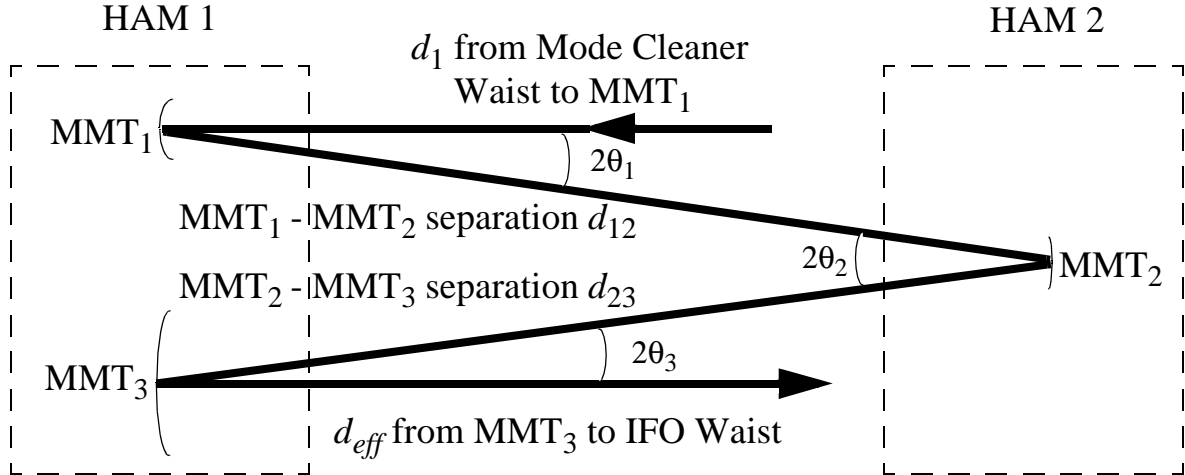 HAM 1
HAM 2
d₁ from Mode Cleaner
Waist to MMT₁
MMT₁
2θ₁
MMT₁ - MMT₂ separation d₁₂
2θ₂
MMT₂
MMT₂ - MMT₃ separation d₂₃
2θ₃
MMT₃
d_eff from MMT₃ to IFO Waist